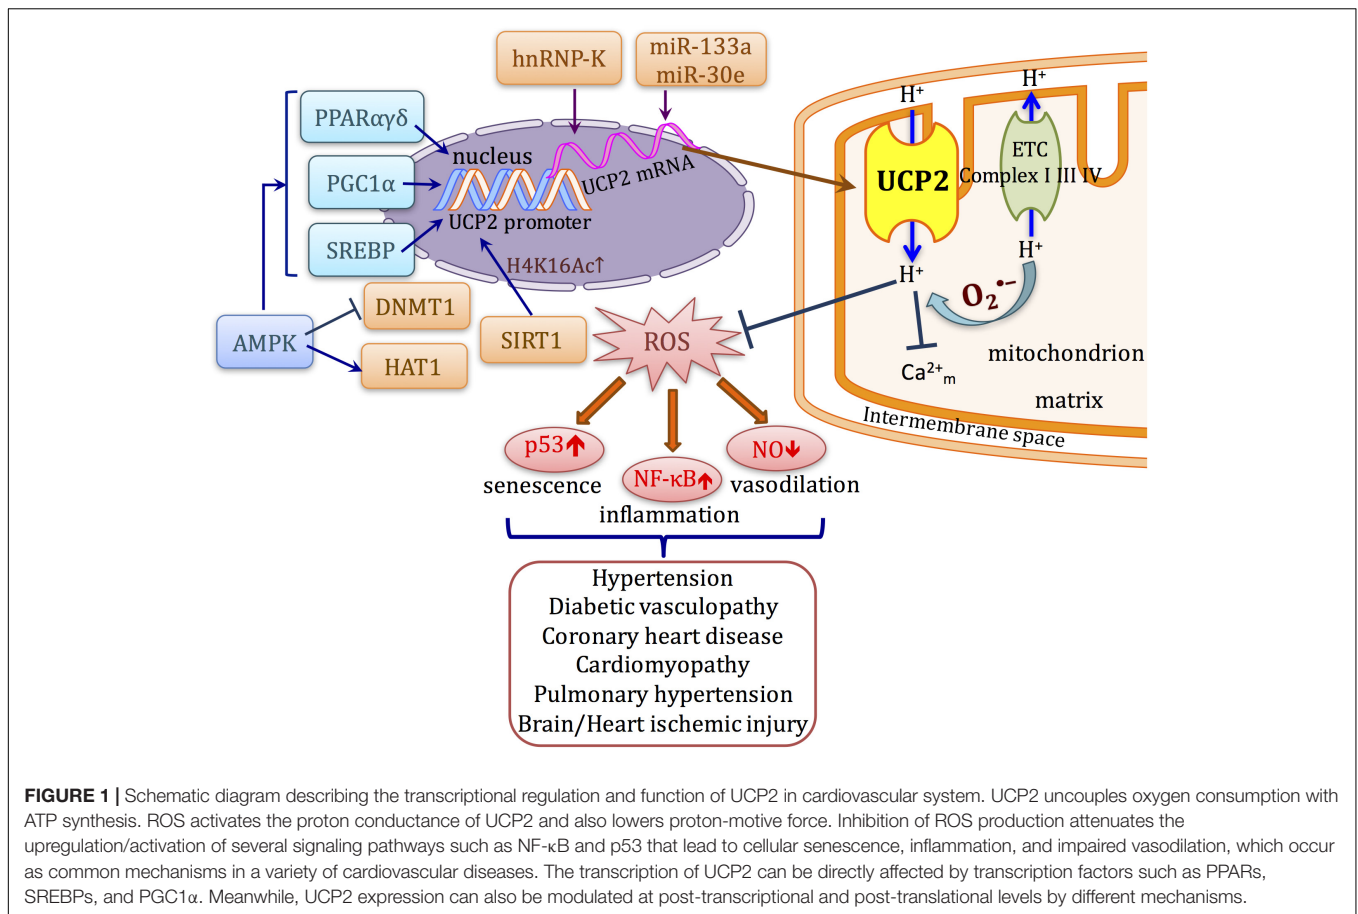 hnRNP-K
miR-133a
miR-30e
PPARαγδ
PGC1α
SREBP
nucleus
UCP2 mRNA
UCP2 promoter
H4K16Ac↑
AMPK
DNMT1
HAT1
SIRT1
ROS
H⁺
H⁺
UCP2
ETC
Complex I III IV
H⁺
H⁺
O₂•−
Ca²⁺m
mitochondrion
matrix
Intermembrane space
p53↑
senescence
NF-κB↑
inflammation
NO↓
vasodilation
Hypertension
Diabetic vasculopathy
Coronary heart disease
Cardiomyopathy
Pulmonary hypertension
Brain/Heart ischemic injury
FIGURE 1 | Schematic diagram describing the transcriptional regulation and function of UCP2 in cardiovascular system. UCP2 uncouples oxygen consumption with
ATP synthesis. ROS activates the proton conductance of UCP2 and also lowers proton-motive force. Inhibition of ROS production attenuates the
upregulation/activation of several signaling pathways such as NF-κB and p53 that lead to cellular senescence, inflammation, and impaired vasodilation, which occur
as common mechanisms in a variety of cardiovascular diseases. The transcription of UCP2 can be directly affected by transcription factors such as PPARs,
SREBPs, and PGC1α. Meanwhile, UCP2 expression can also be modulated at post-transcriptional and post-translational levels by different mechanisms.